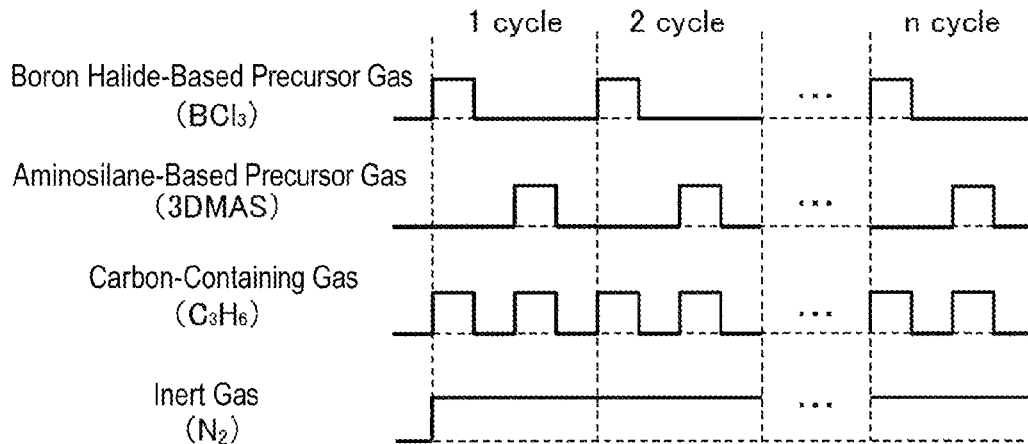 1 cycle 2 cycle n cycle
Boron Halide-Based Precursor Gas
(BCl₃)
Aminosilane-Based Precursor Gas
(3DMAS)
Carbon-Containing Gas
(C₃H₆)
Inert Gas
(N₂)